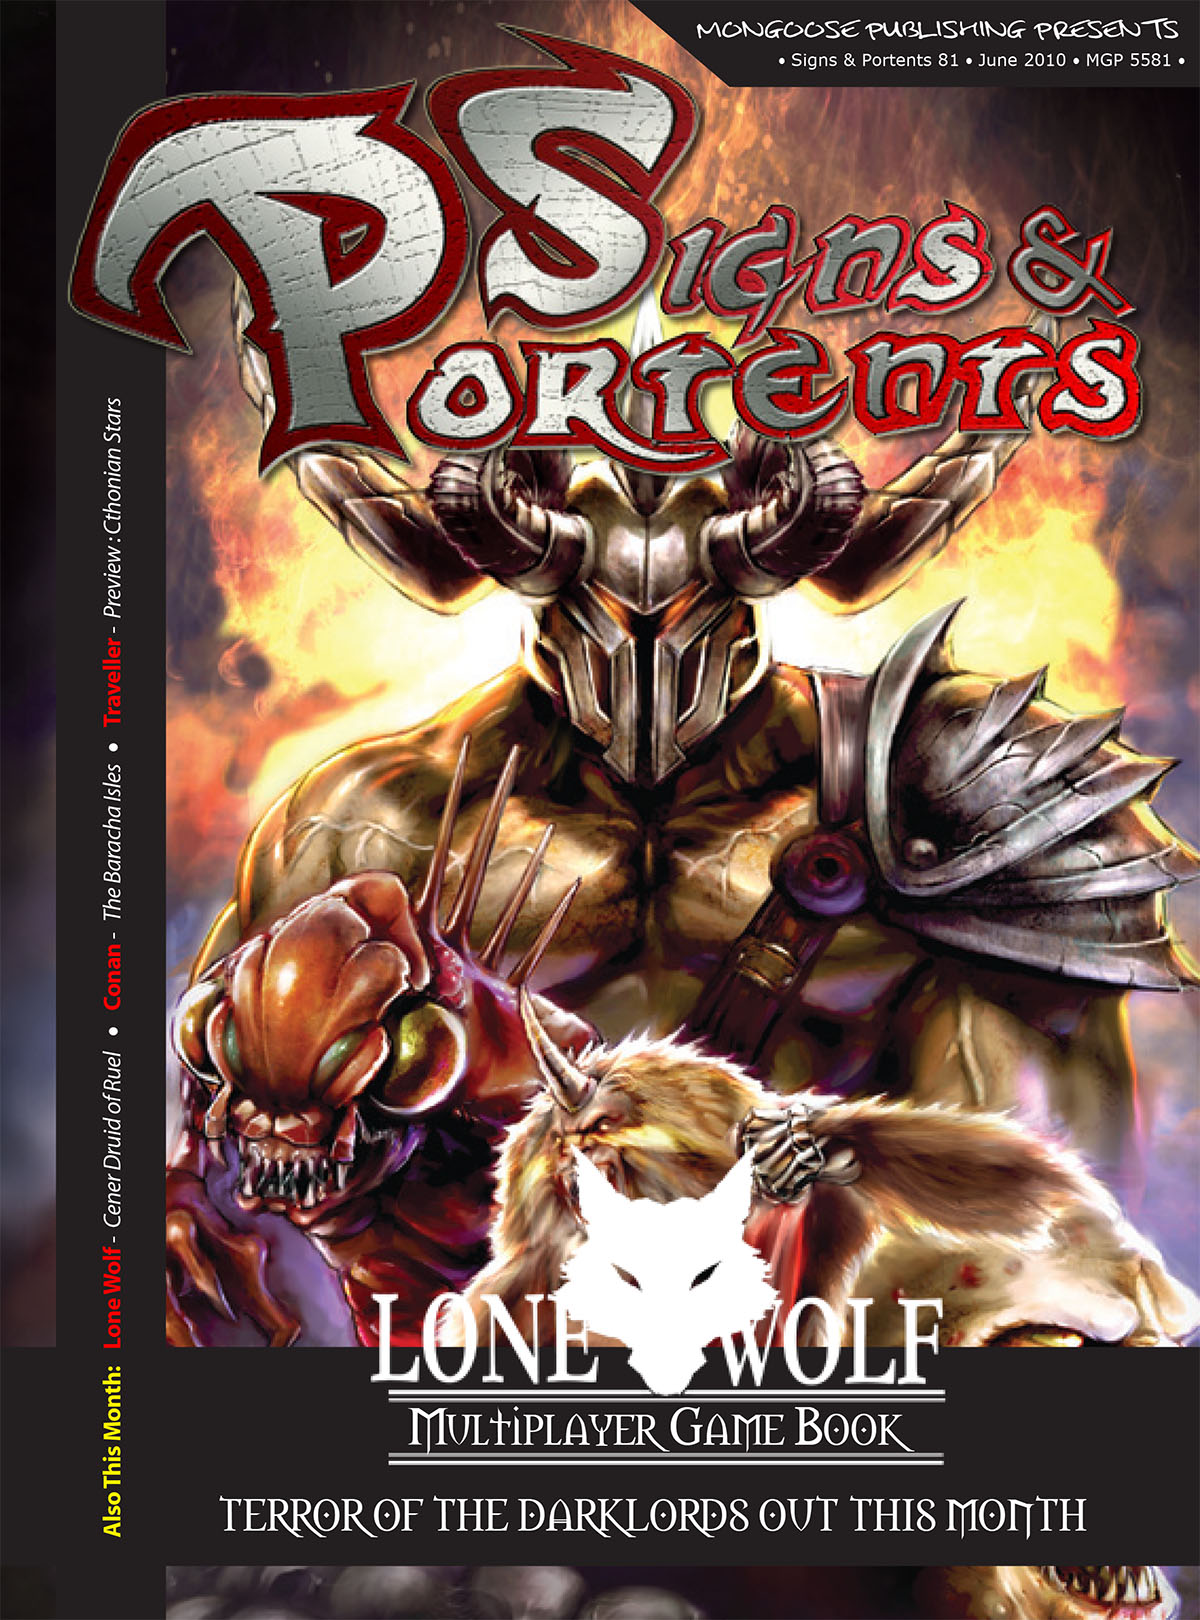 MONGOOSE PUBLISHING PRESENTS
• Signs & Portents 81 • June 2010 • MGP 5581 •
SIGNS &
PORTENTS
Also This Month: Lone Wolf - Cener Druid of Ruel • Conan - The Baracha Isles • Traveller - Preview : Cthonian Stars
LONE WOLF
MULTIPLAYER GAME BOOK
TERROR OF THE DARKLORDS OUT THIS MONTH